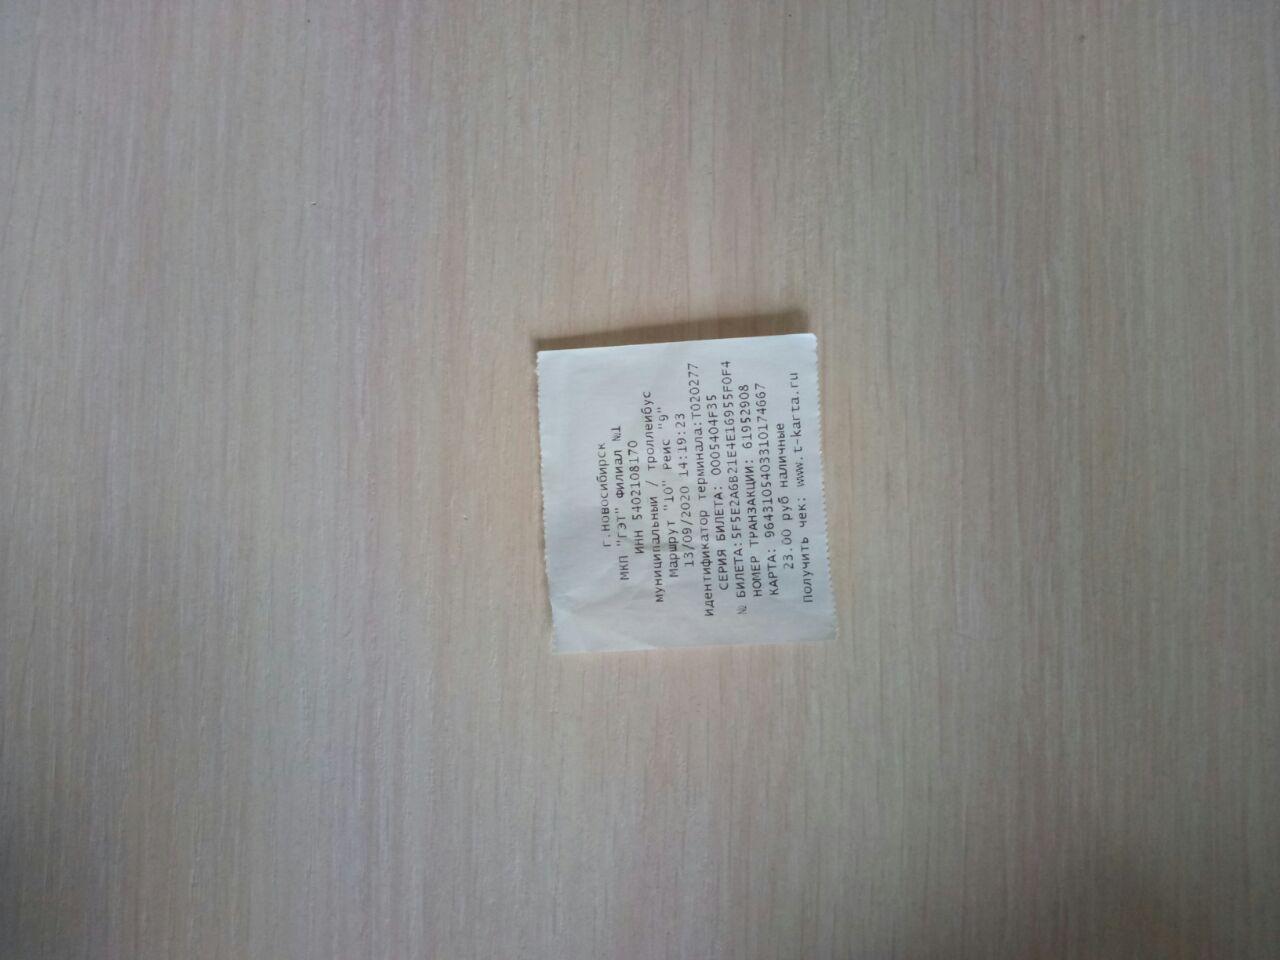 г.Новосибирск
МКП "ГЭТ" Филиал №1
ИНН 5402108170
муниципальный / троллейбус
Маршрут "10" Рейс "9"
13/09/2020 14:19:23
идентификатор терминала:T020277
СЕРИЯ БИЛЕТА: 0005404F35
№ БИЛЕТА:5F5E2A6B21E4E16955F0F4
НОМЕР ТРАНЗАКЦИИ: 61952908
КАРТА: 9643105403310174667
23.00 руб наличные
Получить чек: www.t-karta.ru